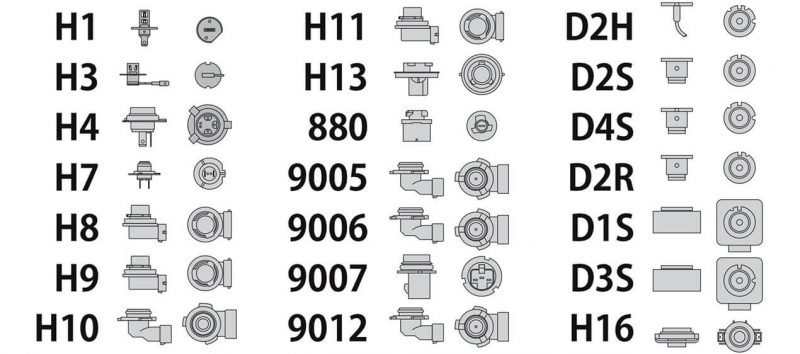 H1
H3
H4
H7
H8
H9
H10
H11
H13
880
9005
9006
9007
9012
D2H
D2S
D4S
D2R
D1S
D3S
H16